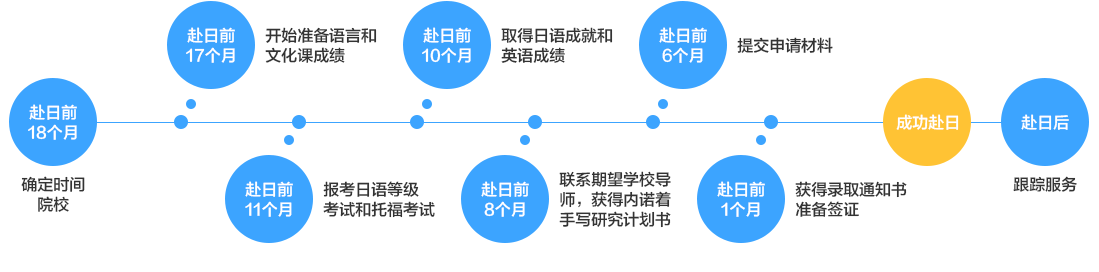 赴日前
18个月
确定时间
院校
赴日前
17个月
开始准备语言和
文化课成绩
赴日前
11个月
报考日语等级
考试和托福考试
赴日前
10个月
取得日语成就和
英语成绩
赴日前
8个月
联系期望学校导
师，获得内诺着
手写研究计划书
赴日前
6个月
提交申请材料
赴日前
1个月
获得录取通知书
准备签证
成功赴日
赴日后
跟踪服务